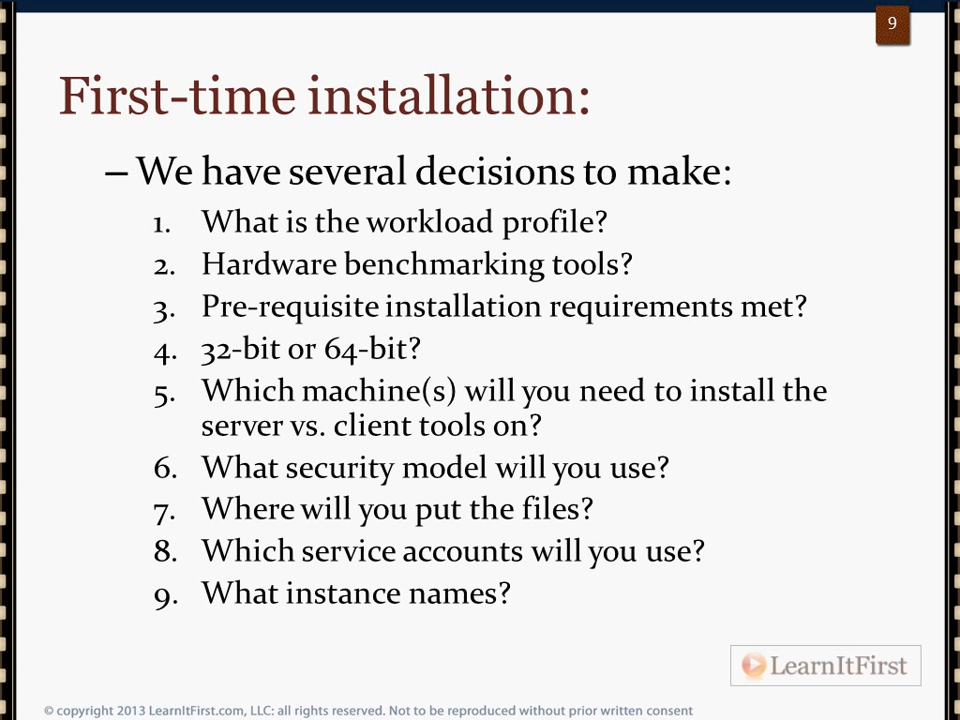 9
First-time installation:
– We have several decisions to make:
1. What is the workload profile?
2. Hardware benchmarking tools?
3. Pre-requisite installation requirements met?
4. 32-bit or 64-bit?
5. Which machine(s) will you need to install the
server vs. client tools on?
6. What security model will you use?
7. Where will you put the files?
8. Which service accounts will you use?
9. What instance names?
LearnItFirst
© copyright 2013 LearnItFirst.com, LLC: all rights reserved. Not to be reproduced without prior written consent